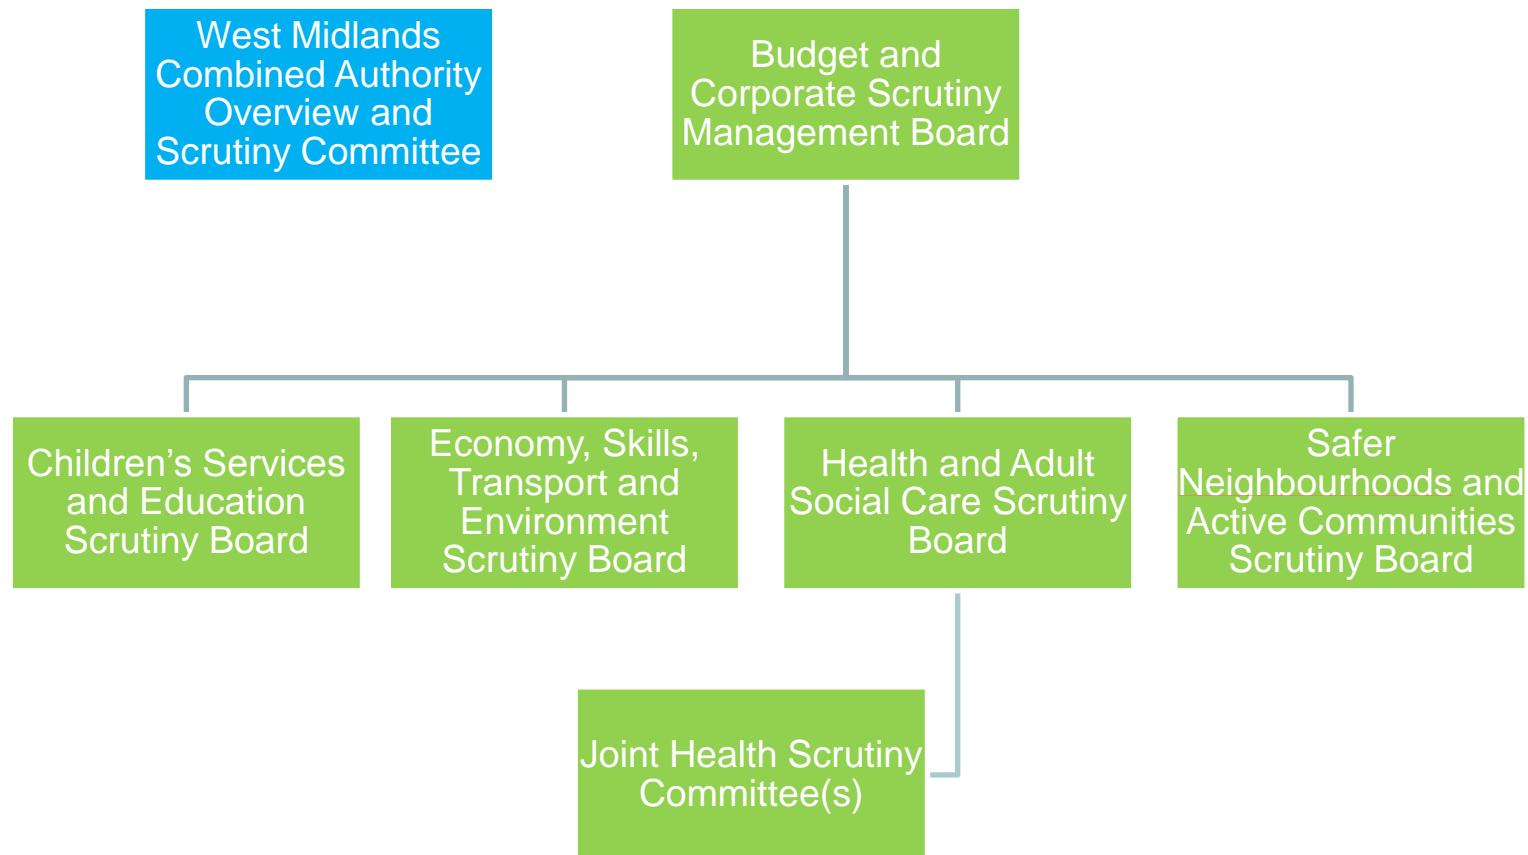 West Midlands
Combined Authority
Overview and
Scrutiny Committee
Budget and
Corporate Scrutiny
Management Board
Children’s Services
and Education
Scrutiny Board
Economy, Skills,
Transport and
Environment
Scrutiny Board
Health and Adult
Social Care Scrutiny
Board
Safer
Neighbourhoods and
Active Communities
Scrutiny Board
Joint Health Scrutiny
Committee(s)